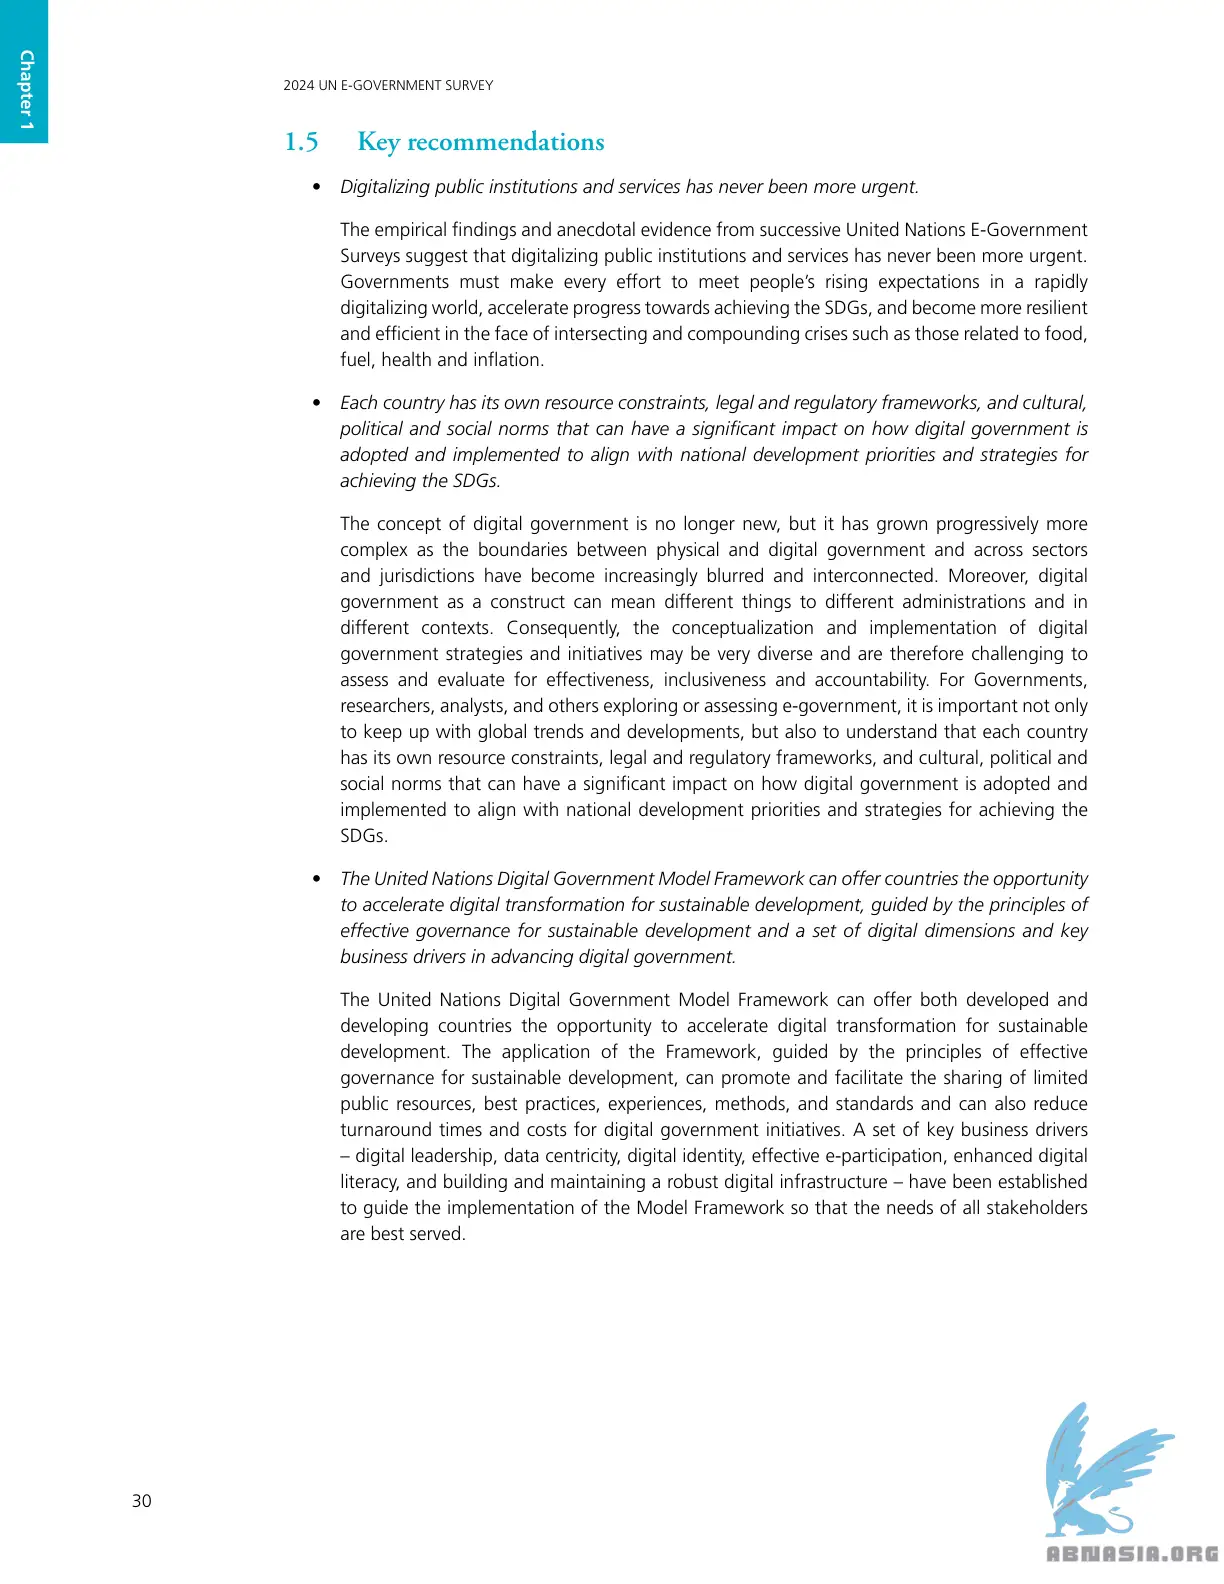 Chapter 1
2024 UN E-GOVERNMENT SURVEY
1.5 Key recommendations
• Digitalizing public institutions and services has never been more urgent.
The empirical findings and anecdotal evidence from successive United Nations E-Government
Surveys suggest that digitalizing public institutions and services has never been more urgent.
Governments must make every effort to meet people’s rising expectations in a rapidly
digitalizing world, accelerate progress towards achieving the SDGs, and become more resilient
and efficient in the face of intersecting and compounding crises such as those related to food,
fuel, health and inflation.
• Each country has its own resource constraints, legal and regulatory frameworks, and cultural,
political and social norms that can have a significant impact on how digital government is
adopted and implemented to align with national development priorities and strategies for
achieving the SDGs.
The concept of digital government is no longer new, but it has grown progressively more
complex as the boundaries between physical and digital government and across sectors
and jurisdictions have become increasingly blurred and interconnected. Moreover, digital
government as a construct can mean different things to different administrations and in
different contexts. Consequently, the conceptualization and implementation of digital
government strategies and initiatives may be very diverse and are therefore challenging to
assess and evaluate for effectiveness, inclusiveness and accountability. For Governments,
researchers, analysts, and others exploring or assessing e-government, it is important not only
to keep up with global trends and developments, but also to understand that each country
has its own resource constraints, legal and regulatory frameworks, and cultural, political and
social norms that can have a significant impact on how digital government is adopted and
implemented to align with national development priorities and strategies for achieving the
SDGs.
• The United Nations Digital Government Model Framework can offer countries the opportunity
to accelerate digital transformation for sustainable development, guided by the principles of
effective governance for sustainable development and a set of digital dimensions and key
business drivers in advancing digital government.
The United Nations Digital Government Model Framework can offer both developed and
developing countries the opportunity to accelerate digital transformation for sustainable
development. The application of the Framework, guided by the principles of effective
governance for sustainable development, can promote and facilitate the sharing of limited
public resources, best practices, experiences, methods, and standards and can also reduce
turnaround times and costs for digital government initiatives. A set of key business drivers
– digital leadership, data centricity, digital identity, effective e-participation, enhanced digital
literacy, and building and maintaining a robust digital infrastructure – have been established
to guide the implementation of the Model Framework so that the needs of all stakeholders
are best served.
30
ABNASIA.ORG